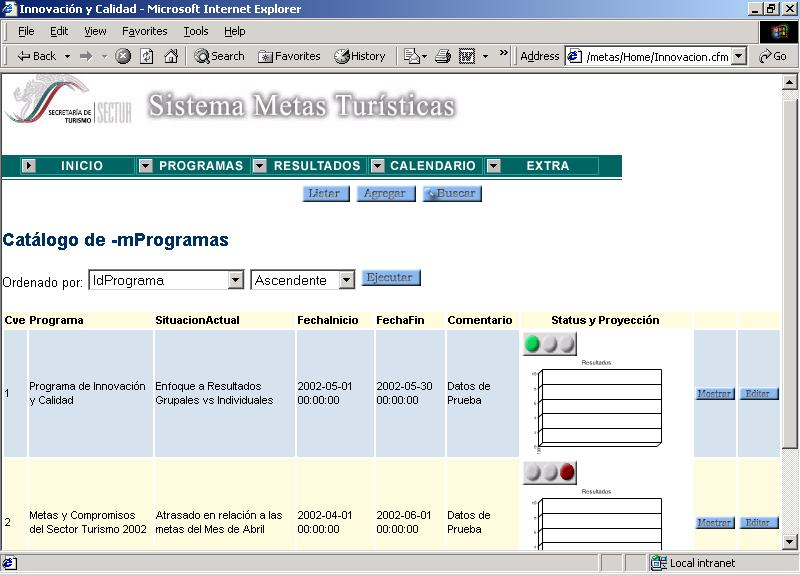 Innovación y Calidad - Microsoft Internet Explorer
File Edit View Favorites Tools Help
Back Search Favorites History » Address /metas/Home/Innovacion.cfm Go
SECRETARÍA DE TURISMO SECTUR
Sistema Metas Turísticas
INICIO PROGRAMAS RESULTADOS CALENDARIO EXTRA
Listar Agregar Buscar
Catálogo de -mProgramas
Ordenado por: IdPrograma Ascendente Ejecutar
Cve Programa SituacionActual FechaInicio FechaFin Comentario Status y Proyección
Resultados
1 Programa de Innovación y Calidad Enfoque a Resultados Grupales vs Individuales 2002-05-01 00:00:00 2002-05-30 00:00:00 Datos de Prueba Mostrar Editar
Resultados
2 Metas y Compromisos del Sector Turismo 2002 Atrasado en relación a las metas del Mes de Abril 2002-04-01 00:00:00 2002-06-01 00:00:00 Datos de Prueba Mostrar Editar
Local intranet